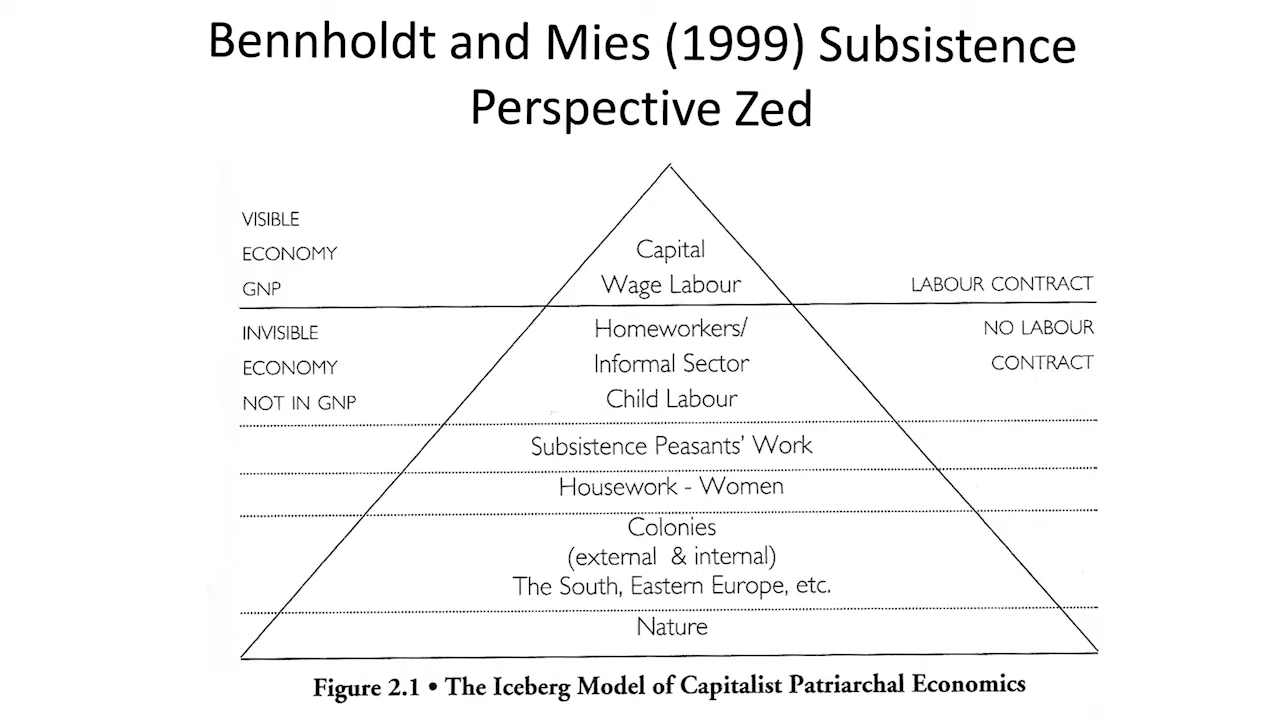 Bennholdt and Mies (1999) Subsistence
Perspective Zed
VISIBLE
ECONOMY
GNP
Capital
Wage Labour
LABOUR CONTRACT
INVISIBLE
ECONOMY
NOT IN GNP
Homeworkers/
Informal Sector
Child Labour
NO LABOUR
CONTRACT
Subsistence Peasants' Work
Housework - Women
Colonies
(external & internal)
The South, Eastern Europe, etc.
Nature
Figure 2.1 • The Iceberg Model of Capitalist Patriarchal Economics